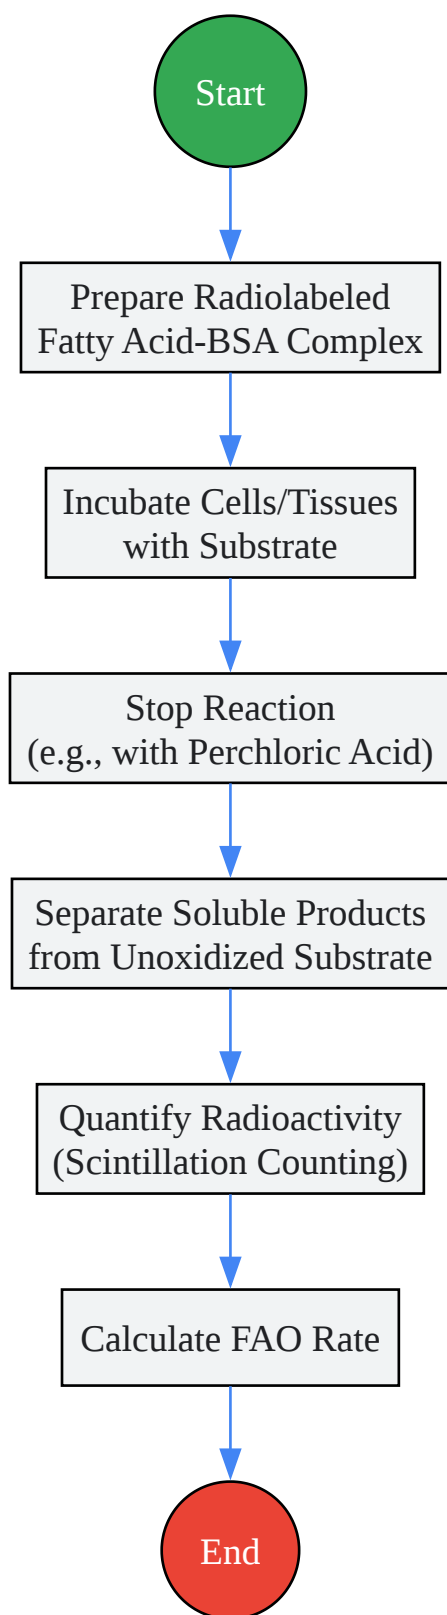 Start
Prepare Radiolabeled
Fatty Acid-BSA Complex
Incubate Cells/Tissues
with Substrate
Stop Reaction
(e.g., with Perchloric Acid)
Separate Soluble Products
from Unoxidized Substrate
Quantify Radioactivity
(Scintillation Counting)
Calculate FAO Rate
End